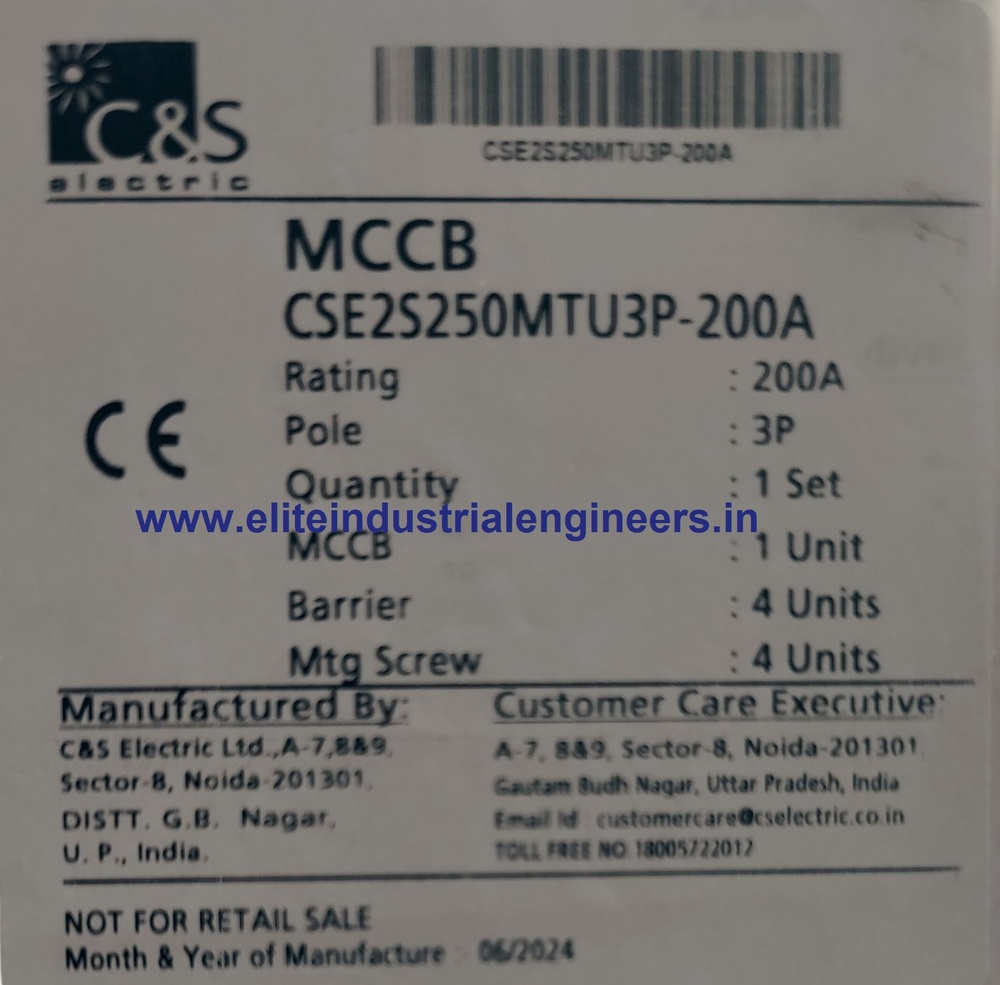 C&S
electric
CSE2S250MTU3P-200A
MCCB
CSE2S250MTU3P-200A
Rating : 200A
CE
Pole : 3P
Quantity : 1 Set
www.eliteindustrialengineers.in
MCCB : 1 Unit
Barrier : 4 Units
Mtg Screw : 4 Units
Manufactured By:
C&S Electric Ltd.,A-7,8&9,
Sector-8, Noida-201301,
DISTT. G.B. Nagar,
U. P., India.
Customer Care Executive:
A-7, 8&9, Sector-8, Noida-201301
Gautam Budh Nagar, Uttar Pradesh, India
Email Id : customercare@cselectric.co.in
TOLL FREE NO 18005722012
NOT FOR RETAIL SALE
Month & Year of Manufacture : 06/2024